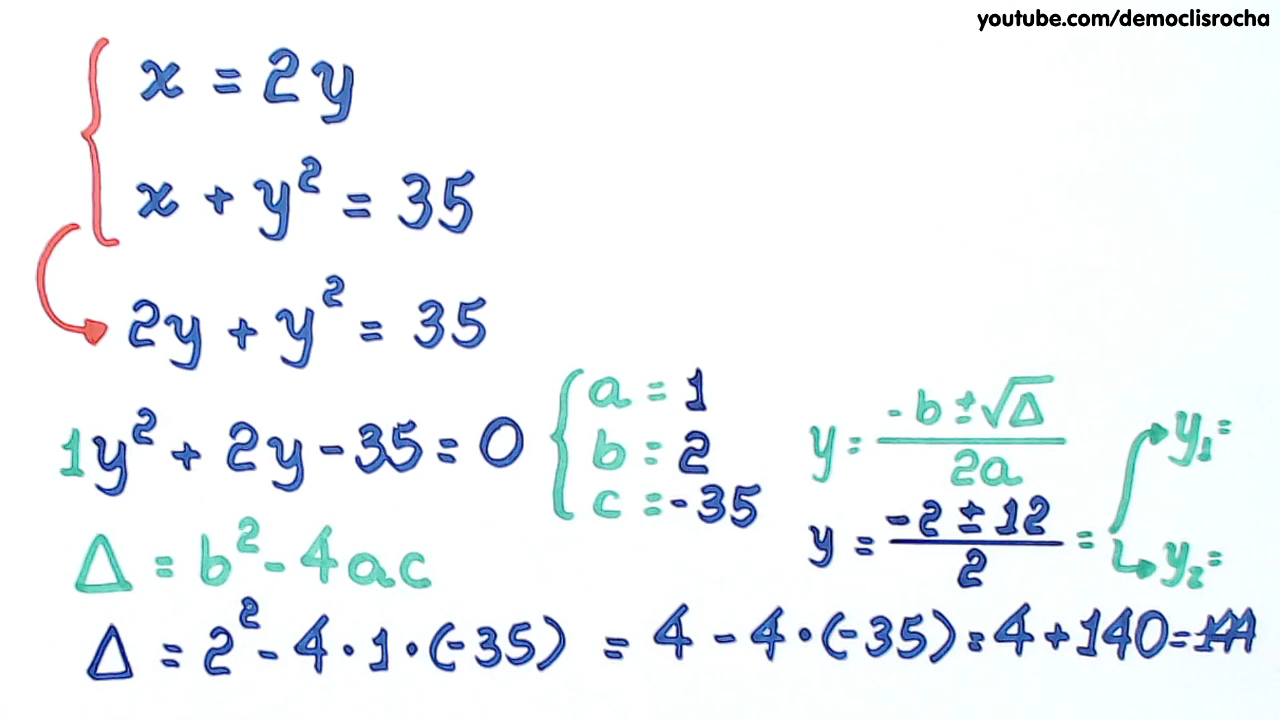 youtube.com/democlisrocha
x = 2y
x + y² = 35
2y + y² = 35
1y² + 2y - 35 = 0
a = 1
b = 2
c = -35
y = (-b ± √Δ) / 2a
y = (-2 ± 12) / 2 =
y₁ =
y₂ =
Δ = b² - 4ac
Δ = 2² - 4 · 1 · (-35) = 4 - 4 · (-35) = 4 + 140 = 144